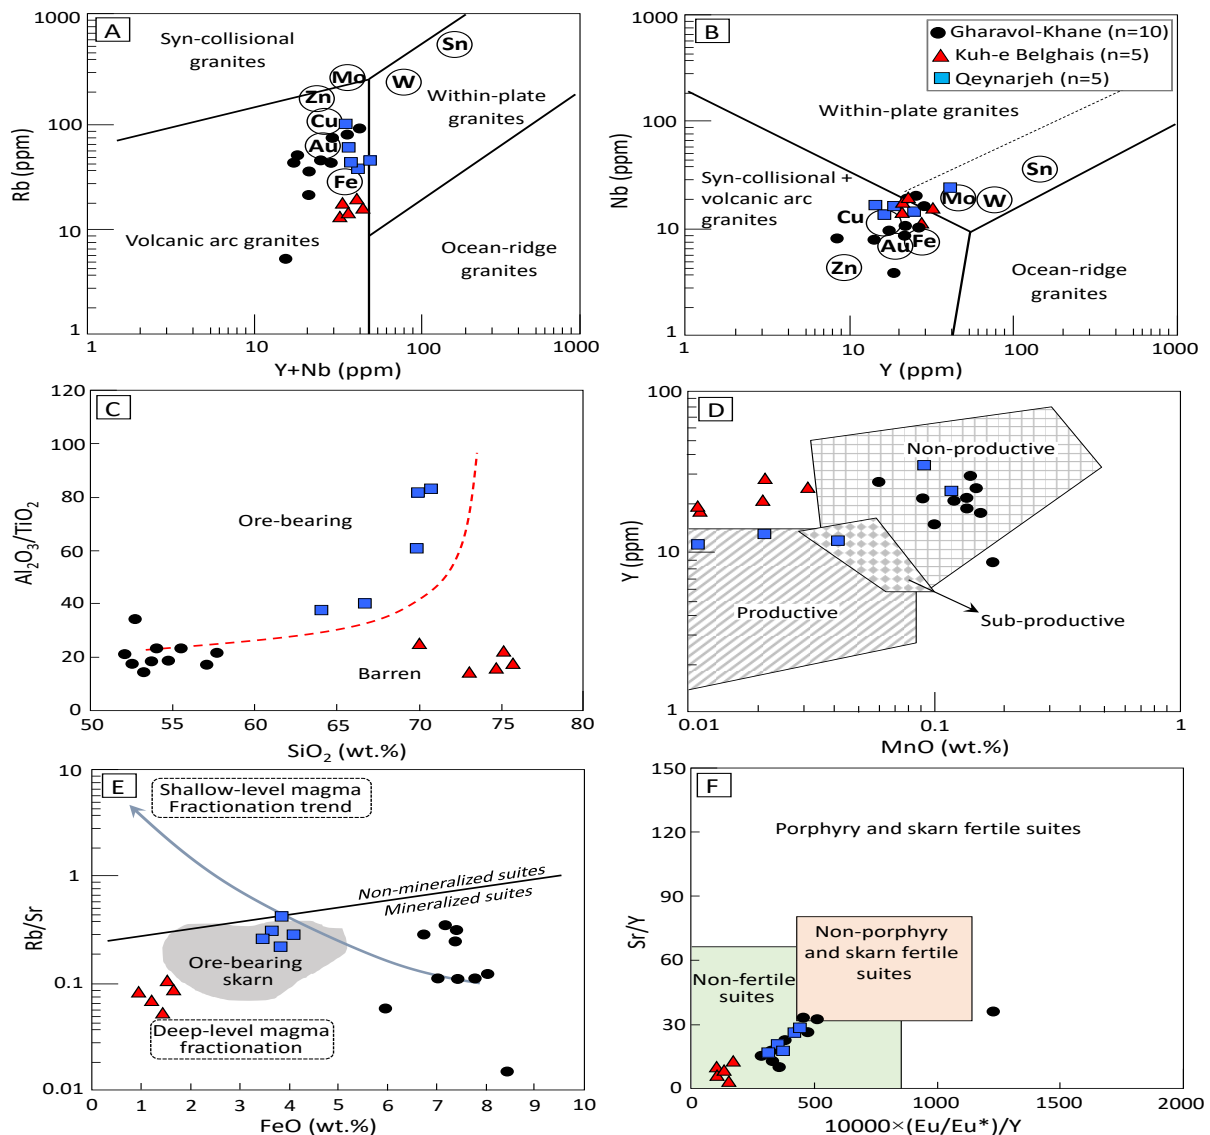 A
1000
100
10
1
Rb (ppm)
Syn-collisional
granites
Sn
Mo
W
Zn
Within-plate
granites
Cu
Au
Fe
Volcanic arc granites
Ocean-ridge
granites
1
10
100
1000
Y+Nb (ppm)
B
1000
100
10
1
Nb (ppm)
Gharavol-Khane (n=10)
Kuh-e Belghais (n=5)
Qeynarjeh (n=5)
Within-plate granites
Syn-collisional +
volcanic arc
granites
Sn
Mo
W
Cu
Au
Fe
Zn
Ocean-ridge
granites
1
10
100
1000
Y (ppm)
C
120
100
80
60
40
20
0
Al₂O₃/TiO₂
Ore-bearing
Barren
50
55
60
65
70
75
80
SiO₂ (wt.%)
D
100
10
1
Y (ppm)
Non-productive
Productive
Sub-productive
0.01
0.1
1
MnO (wt.%)
E
10
1
0.1
0.01
Rb/Sr
Shallow-level magma
Fractionation trend
Non-mineralized suites
Mineralized suites
Ore-bearing
skarn
Deep-level magma
fractionation
0
1
2
3
4
5
6
7
8
9
10
FeO (wt.%)
F
150
120
90
60
30
0
Sr/Y
Porphyry and skarn fertile suites
Non-porphyry
and skarn fertile
suites
Non-fertile
suites
0
500
1000
1500
2000
10000×(Eu/Eu*)/Y